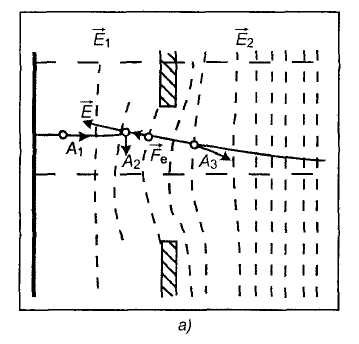 E⃗₁ E⃗₂
E⃗
A₁ A₂ F⃗ₑ A₃
а)